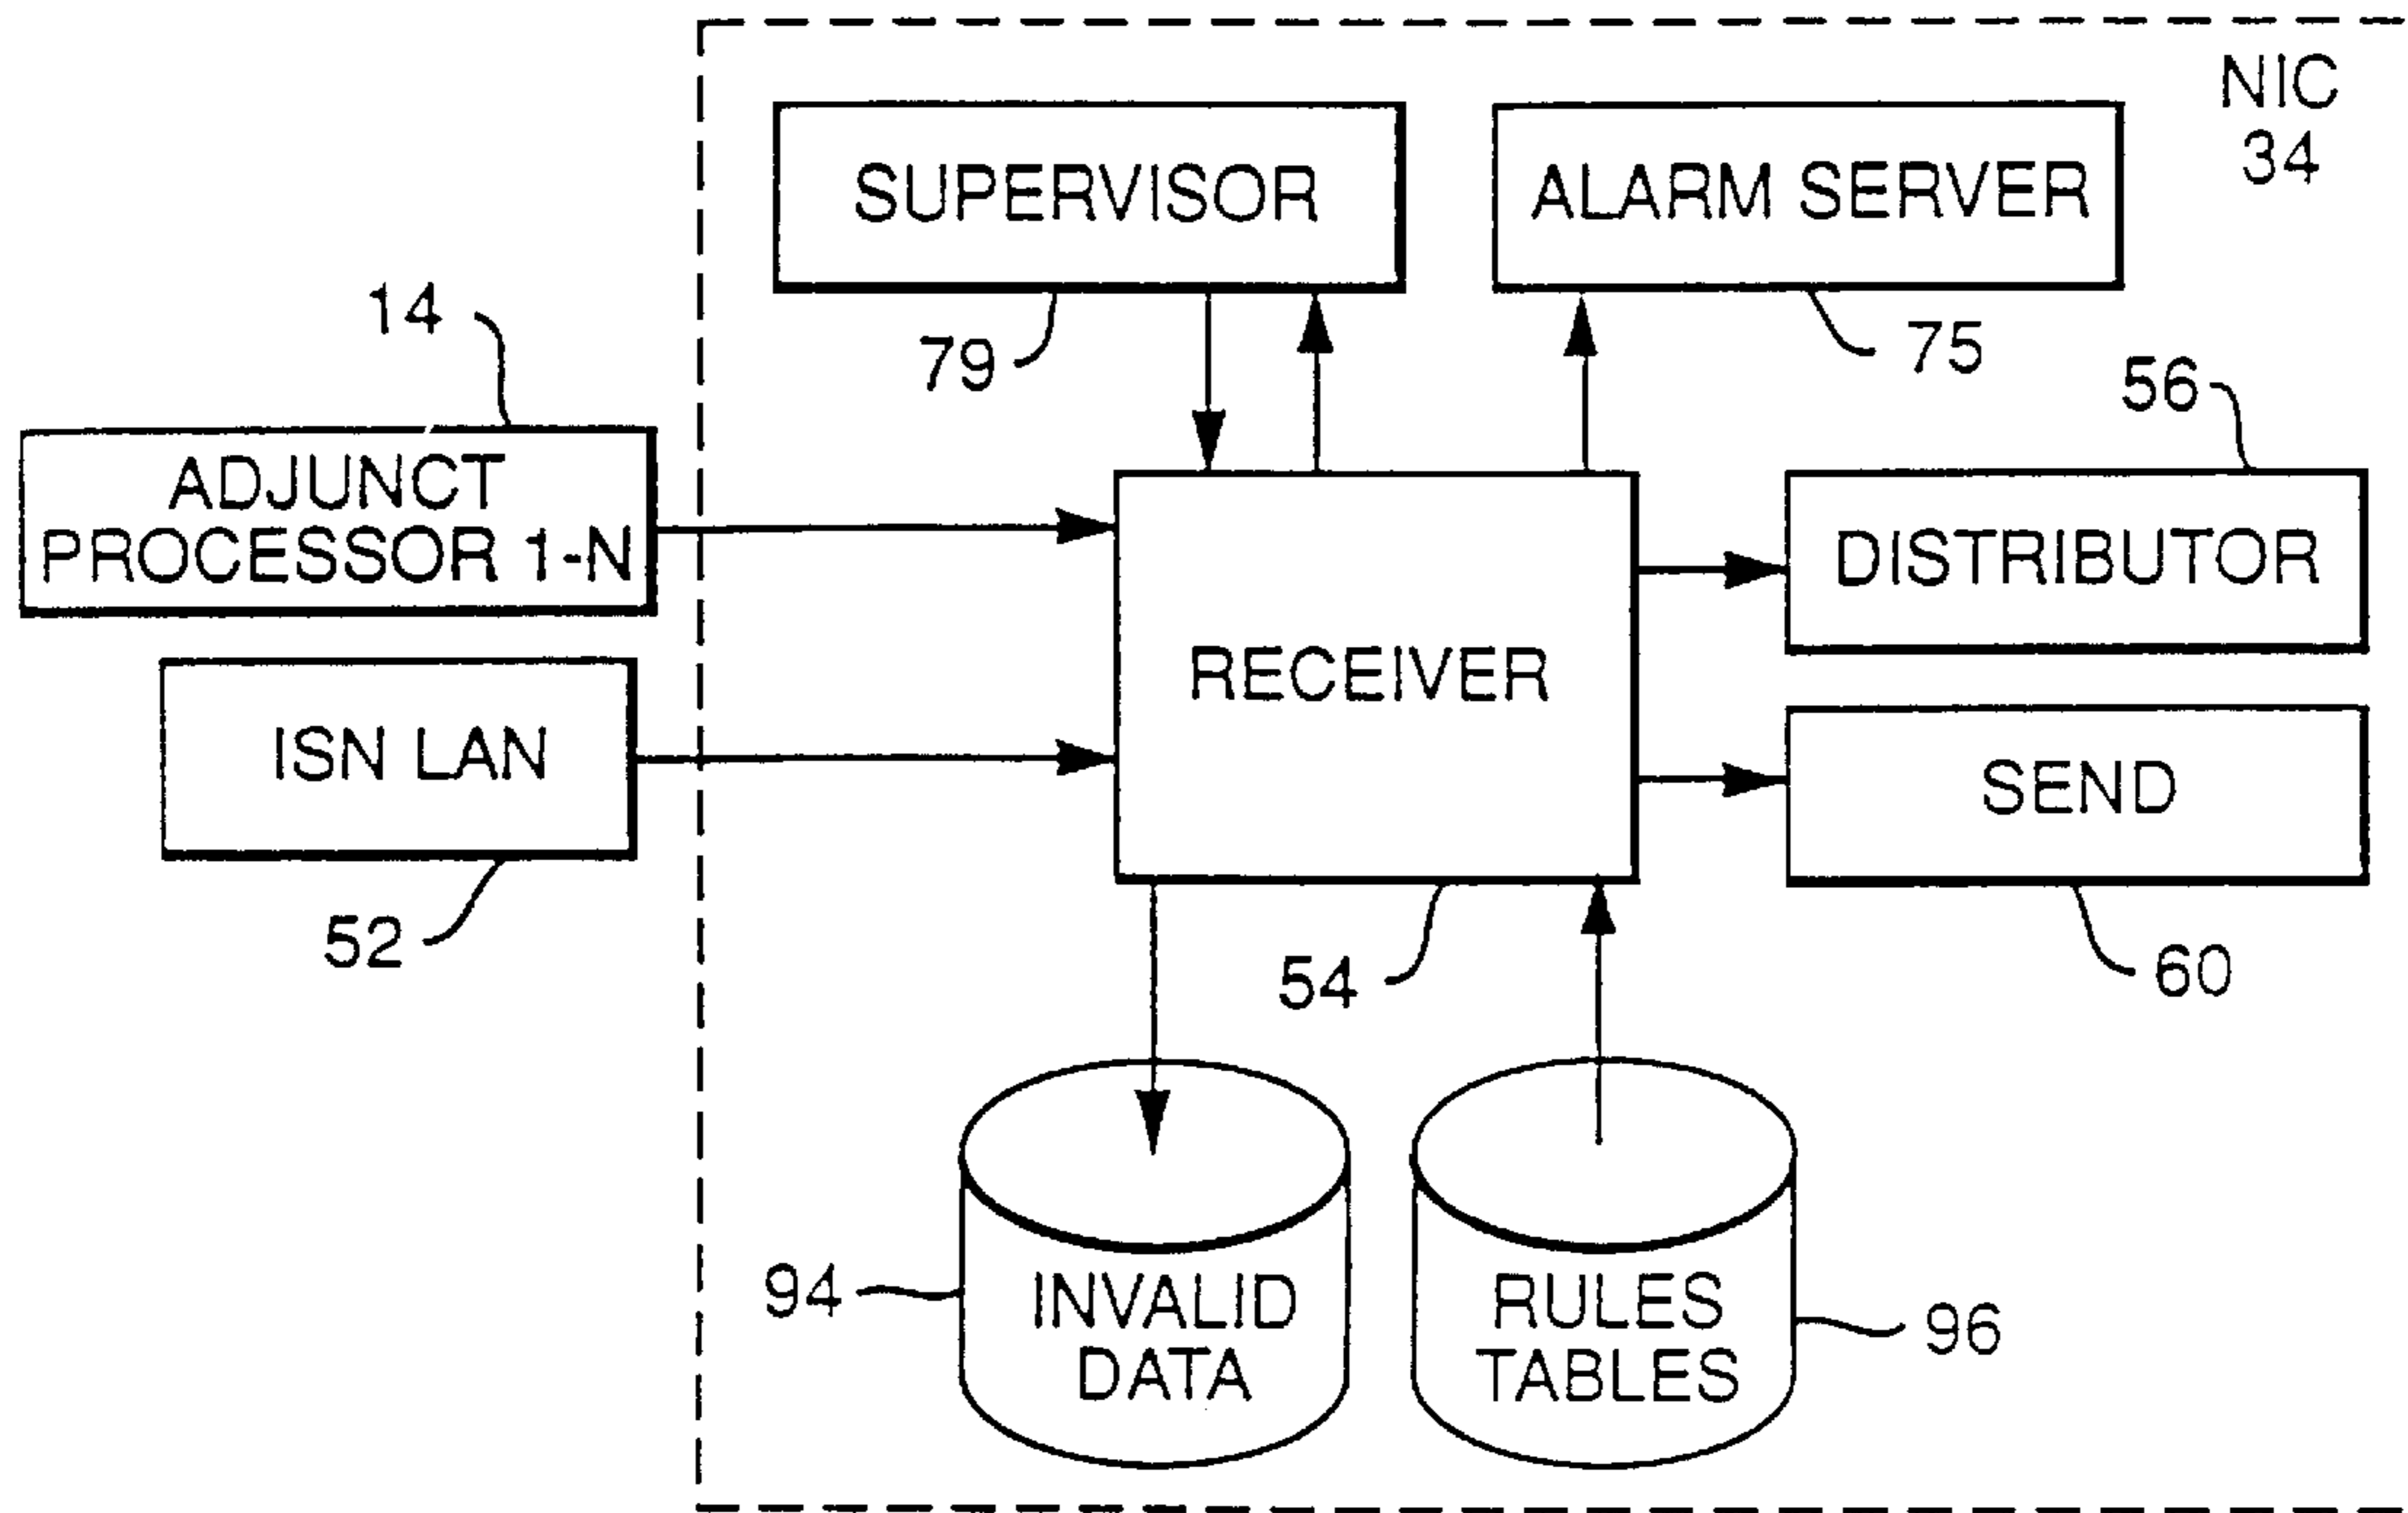 NIC
34
SUPERVISOR
ALARM SERVER
14
79
75
56
ADJUNCT
PROCESSOR 1-N
DISTRIBUTOR
RECEIVER
ISN LAN
SEND
52
54
60
94
INVALID
DATA
RULES
TABLES
96